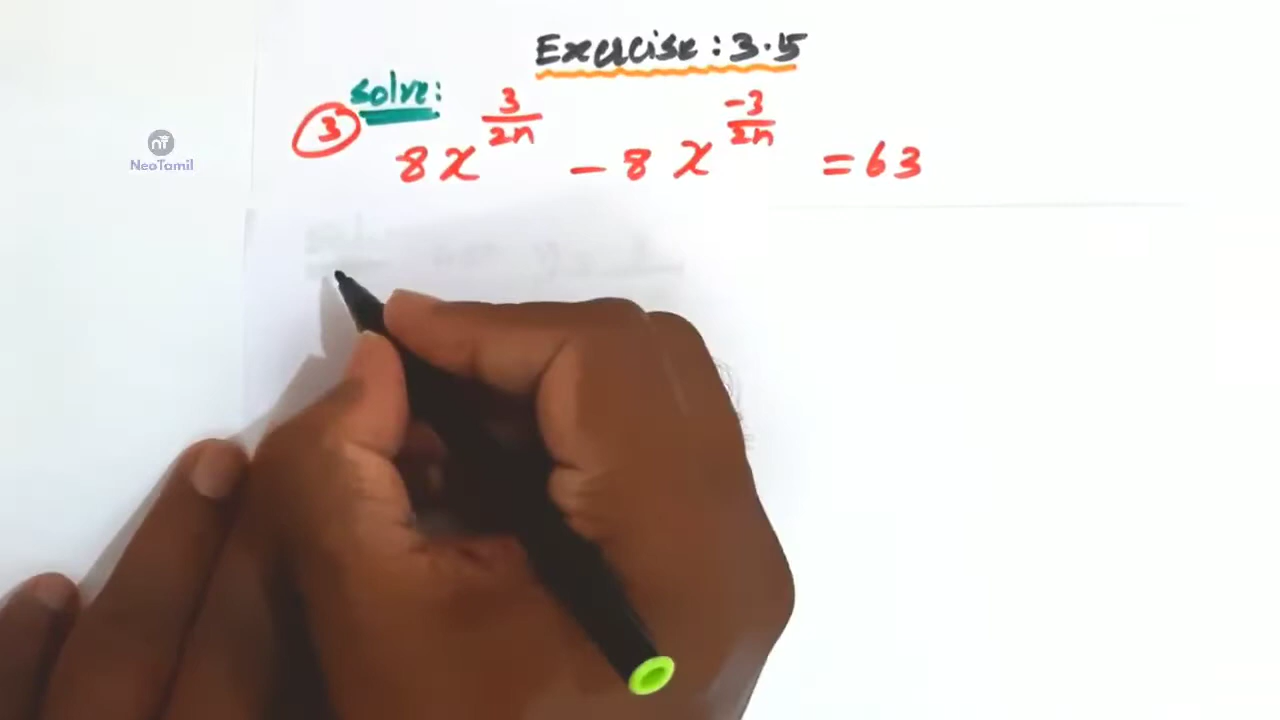 Exercise : 3.5
solve:
③ 8x^{3/2n} - 8x^{-3/2n} = 63
NeoTamil